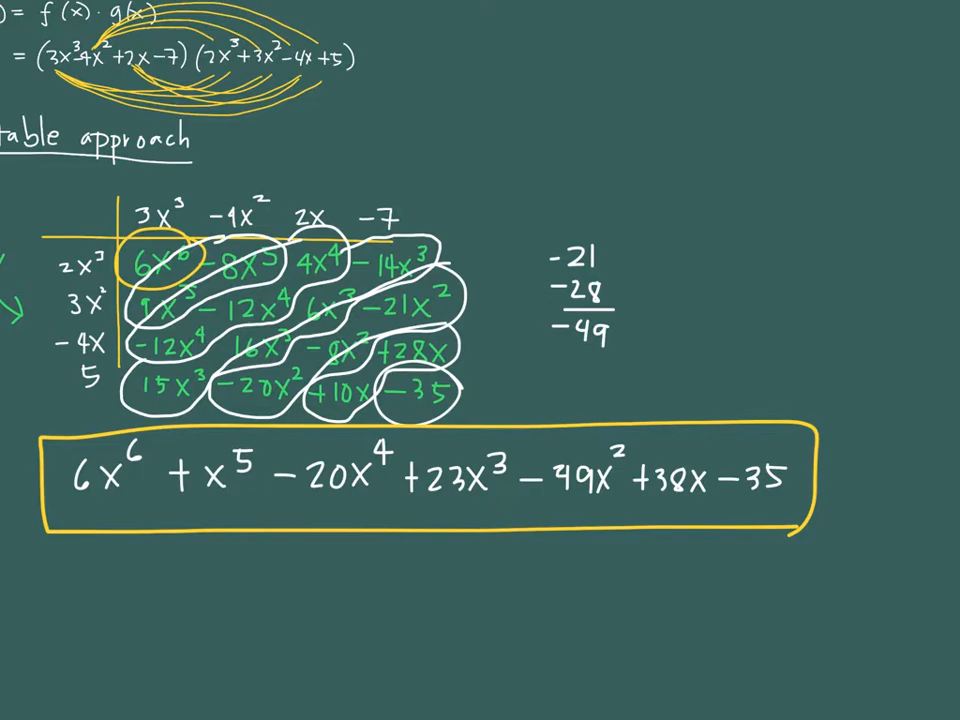 ) = f(x) · g(x)
= (3x³-4x²+2x-7) (2x³+3x²-4x+5)
table approach
3x³ -4x² 2x -7
2x³ 6x⁶ -8x⁵ 4x⁴ -14x³
3x² 9x⁵ -12x⁴ 6x³ -21x²
-4x -12x⁴ 16x³ -8x² +28x
5 15x³ -20x² +10x -35
-21
-28
-49
6x⁶ + x⁵ - 20x⁴ + 23x³ - 49x² + 38x - 35